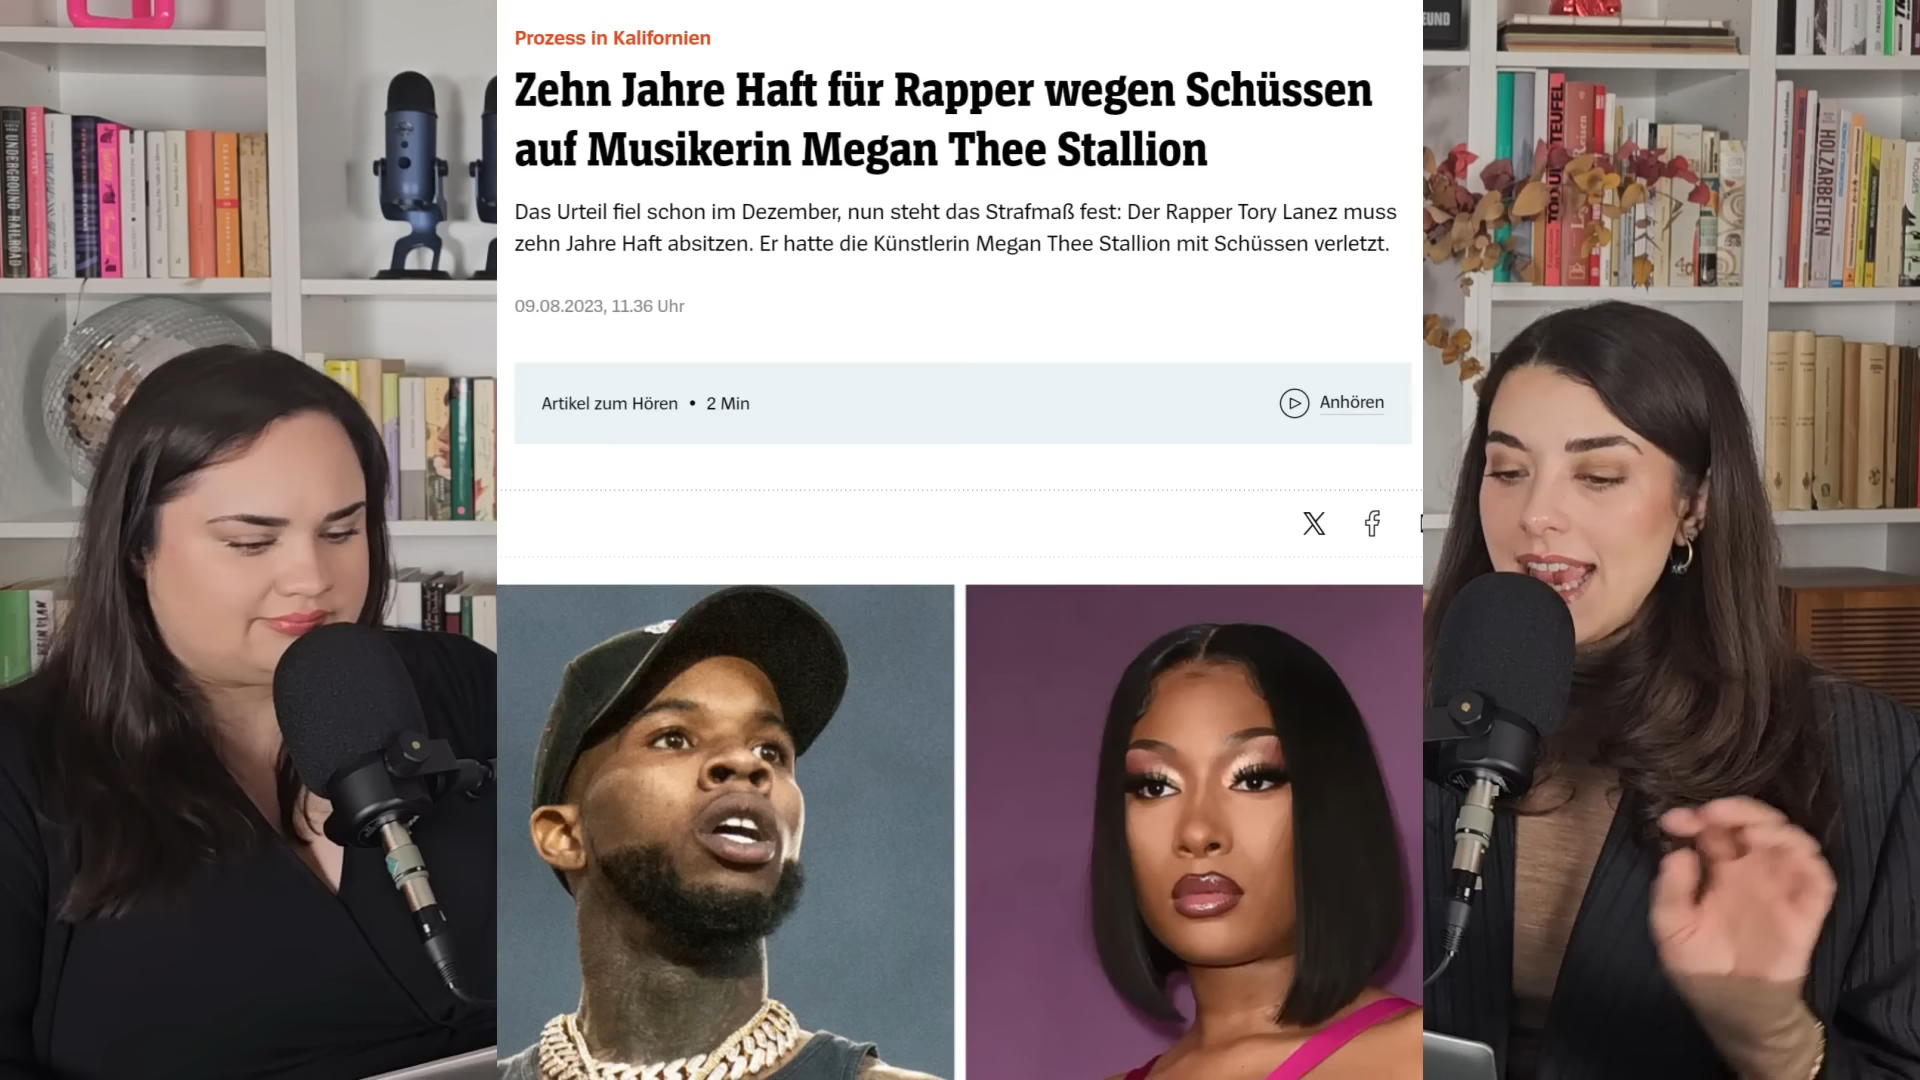 Prozess in Kalifornien
Zehn Jahre Haft für Rapper wegen Schüssen
auf Musikerin Megan Thee Stallion
Das Urteil fiel schon im Dezember, nun steht das Strafmaß fest: Der Rapper Tory Lanez muss
zehn Jahre Haft absitzen. Er hatte die Künstlerin Megan Thee Stallion mit Schüssen verletzt.
09.08.2023, 11.36 Uhr
Artikel zum Hören • 2 Min
Anhören
UNDERGROUND RAILROAD
HOLZARBEITEN